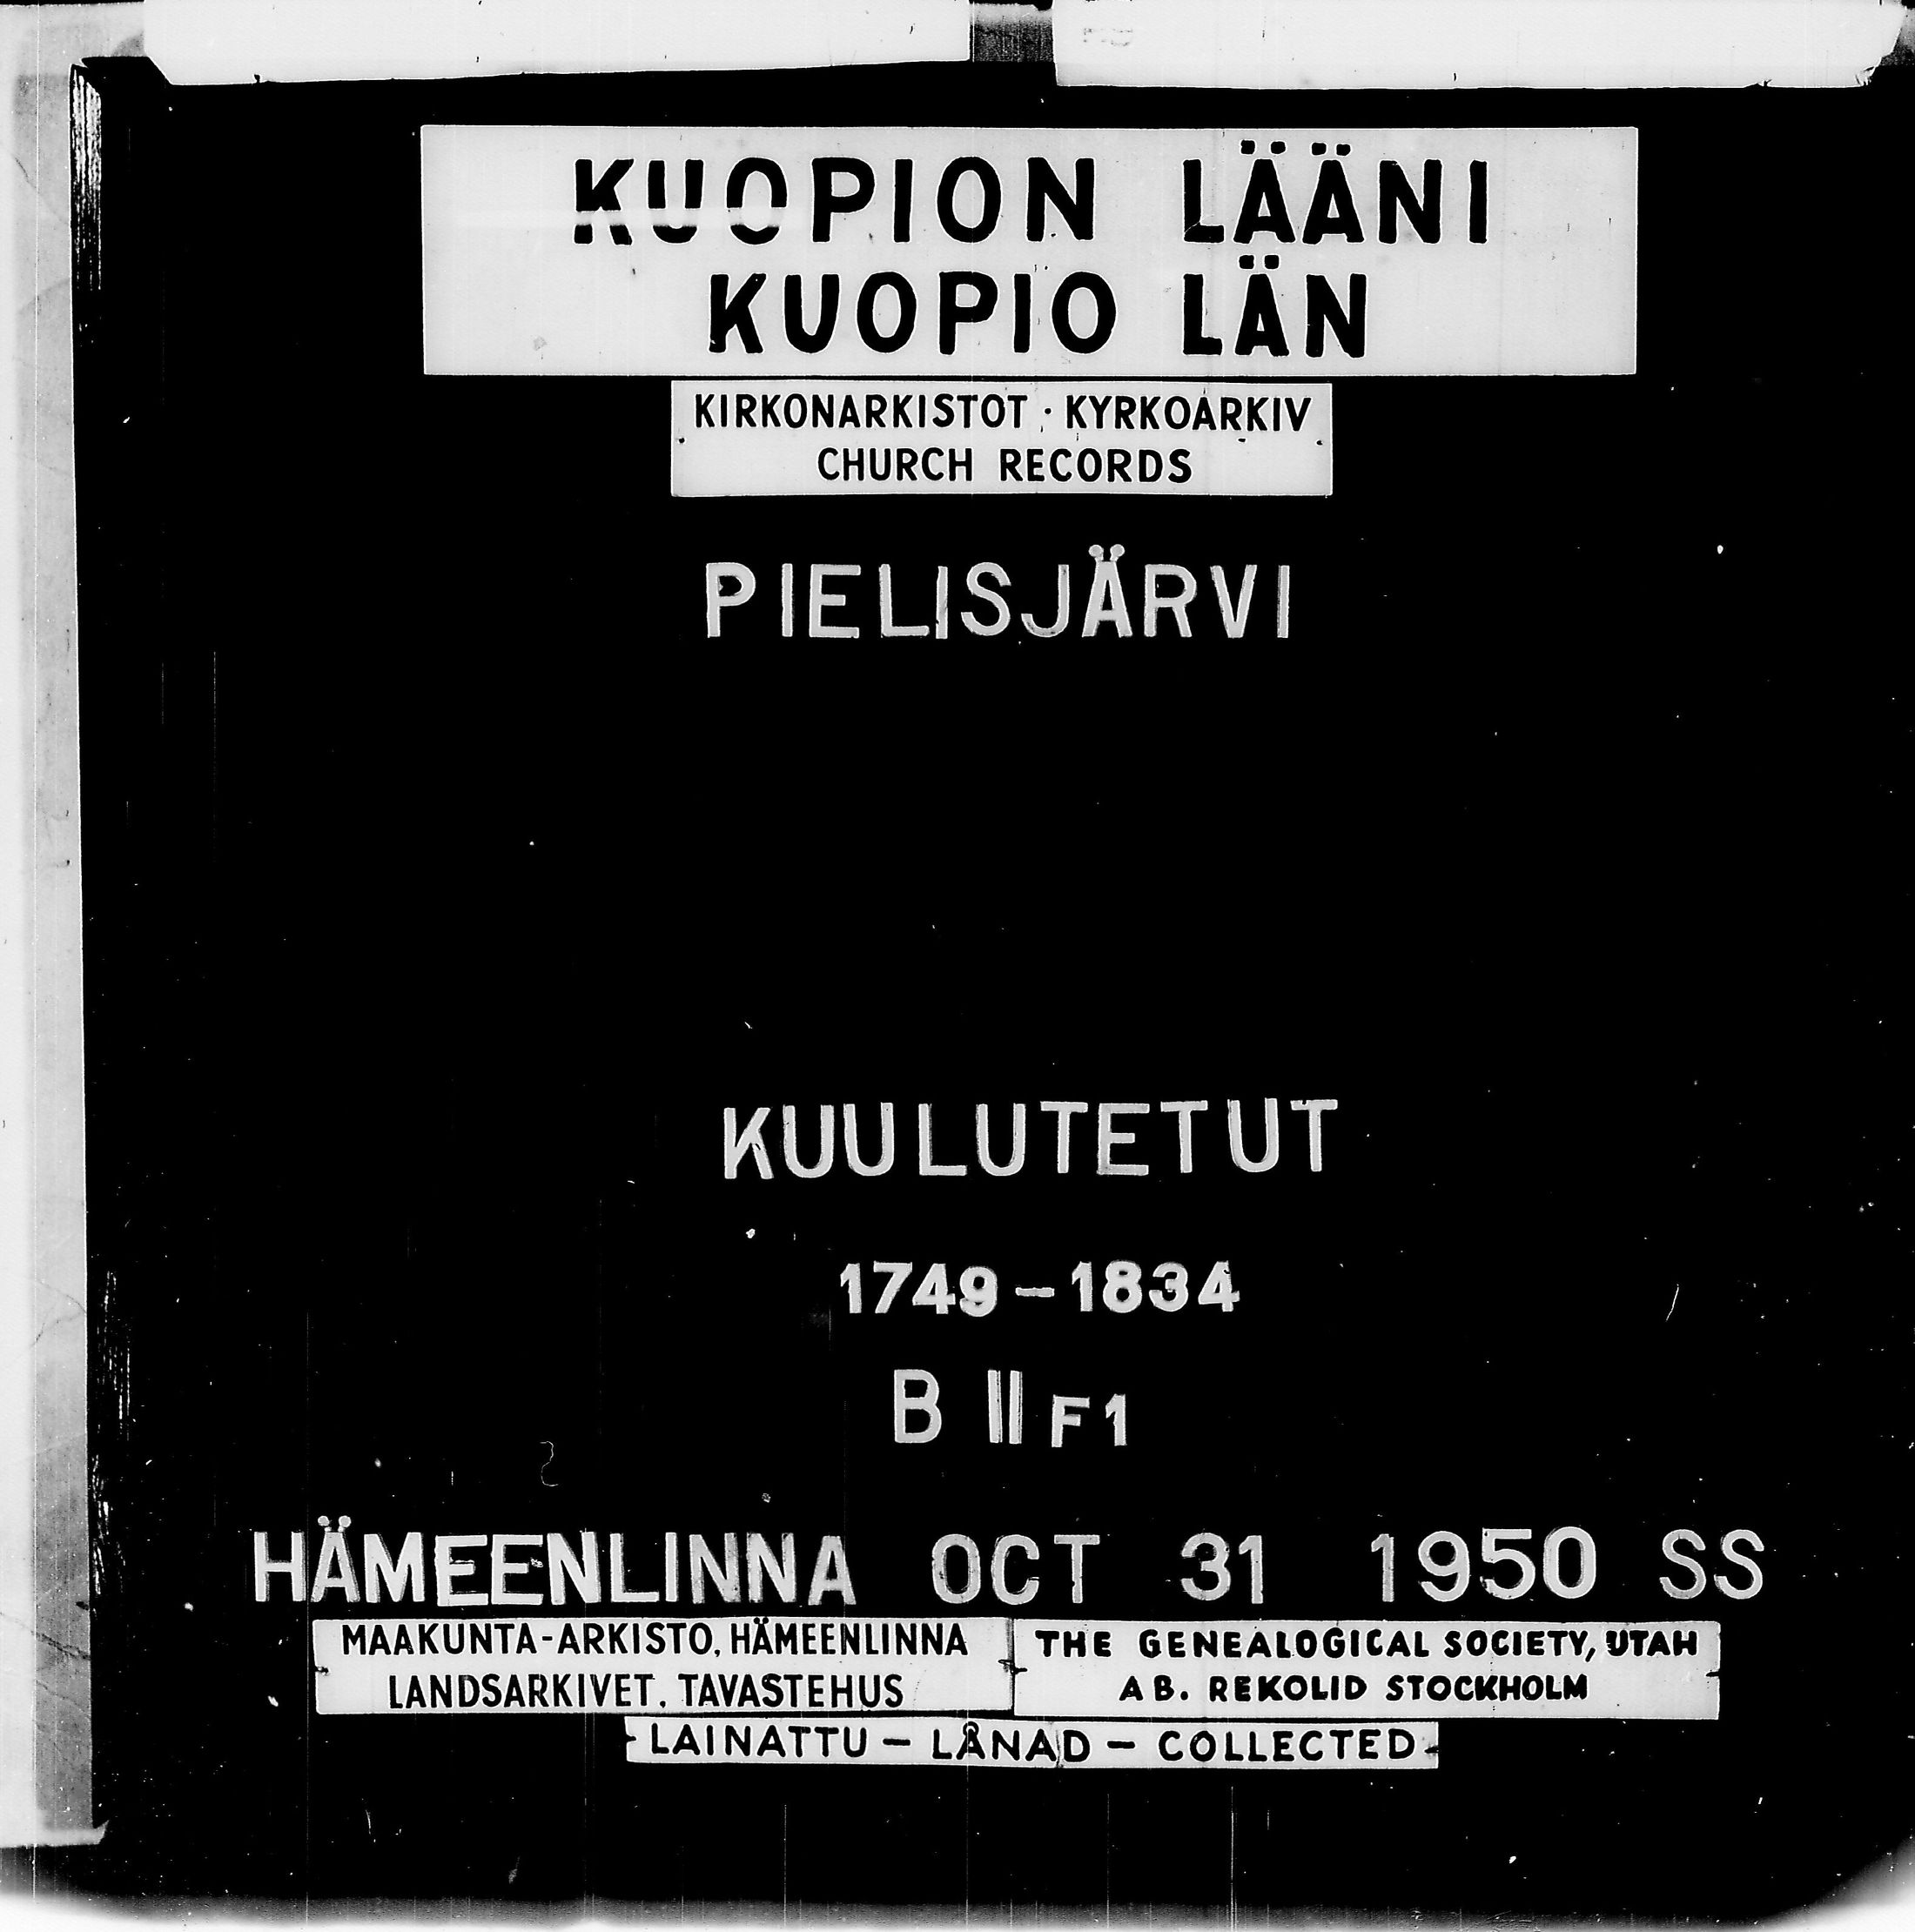 KUOPION LÄÄNI
KUOPIO LÄN
KIRKONARKISTOT · KYRKOARKIV
CHURCH RECORDS
PIELISJÄRVI
KUULUTETUT
1749-1834
B II F1
HÄMEENLINNA OCT 31 1950 SS
MAAKUNTA-ARKISTO, HÄMEENLINNA
LANDSARKIVET. TAVASTEHUS
THE GENEALOGICAL SOCIETY, UTAH
AB. REKOLID STOCKHOLM
LAINATTU - LÅNAD - COLLECTED